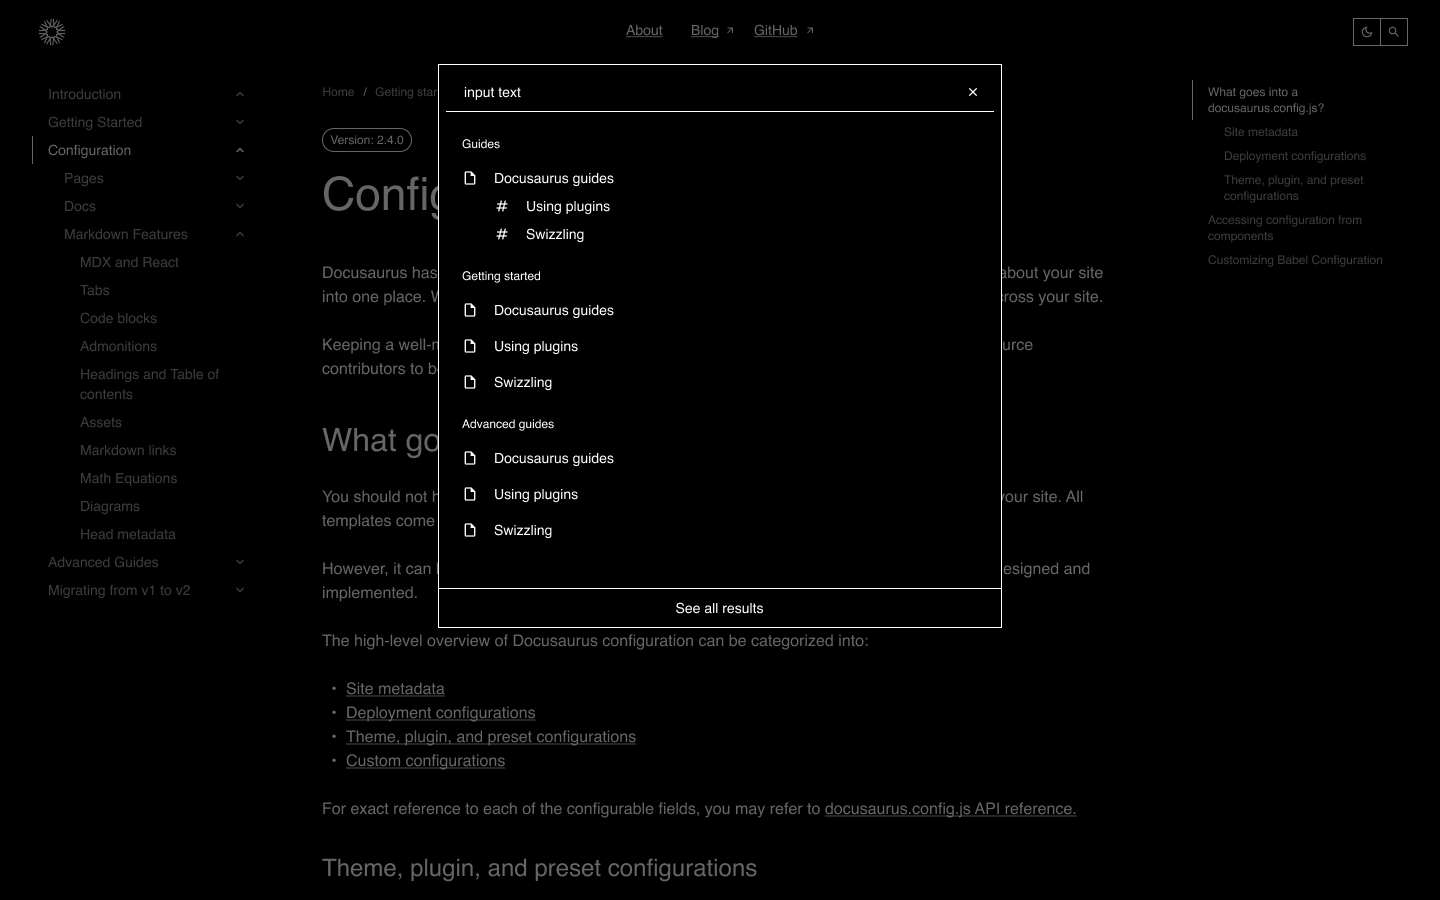 About
Blog
GitHub
Introduction
Getting Started
Configuration
Pages
Docs
Markdown Features
MDX and React
Tabs
Code blocks
Admonitions
Headings and Table of
contents
Assets
Markdown links
Math Equations
Diagrams
Head metadata
Advanced Guides
Migrating from v1 to v2
Home / Getting
Version: 2.4.0
input text
Guides
Docusaurus guides
# Using plugins
# Swizzling
Getting started
Docusaurus guides
Using plugins
Swizzling
Advanced guides
Docusaurus guides
Using plugins
Swizzling
See all results
Docusaurus has about your site
into one place. your site.
Keeping a
contributors to
What
You should not your site. All
templates come
However, it can designed and
implemented.
The high-level overview of Docusaurus configuration can be categorized into:
• Site metadata
• Deployment configurations
• Theme, plugin, and preset configurations
• Custom configurations
For exact reference to each of the configurable fields, you may refer to docusaurus.config.js API reference.
Theme, plugin, and preset configurations
What goes into a
docusaurus.config.js?
Site metadata
Deployment configurations
Theme, plugin, and preset
configurations
Accessing configuration from
components
Customizing Babel Configuration